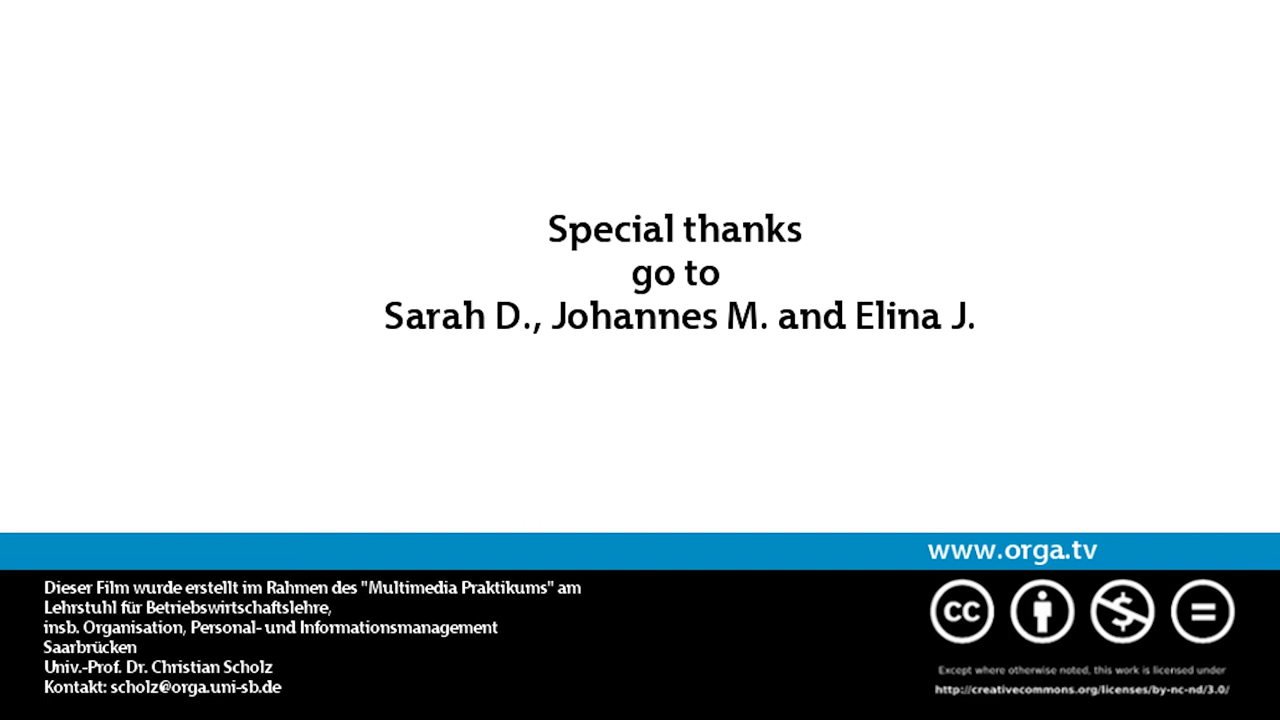 Special thanks
go to
Sarah D., Johannes M. and Elina J.
www.orga.tv
Dieser Film wurde erstellt im Rahmen des "Multimedia Praktikums" am
Lehrstuhl für Betriebswirtschaftslehre,
insb. Organisation, Personal- und Informationsmanagement
Saarbrücken
Univ.-Prof. Dr. Christian Scholz
Kontakt: scholz@orga.uni-sb.de
cc
Except where otherwise noted, this work is licensed under
http://creativecommons.org/licenses/by-nc-nd/3.0/